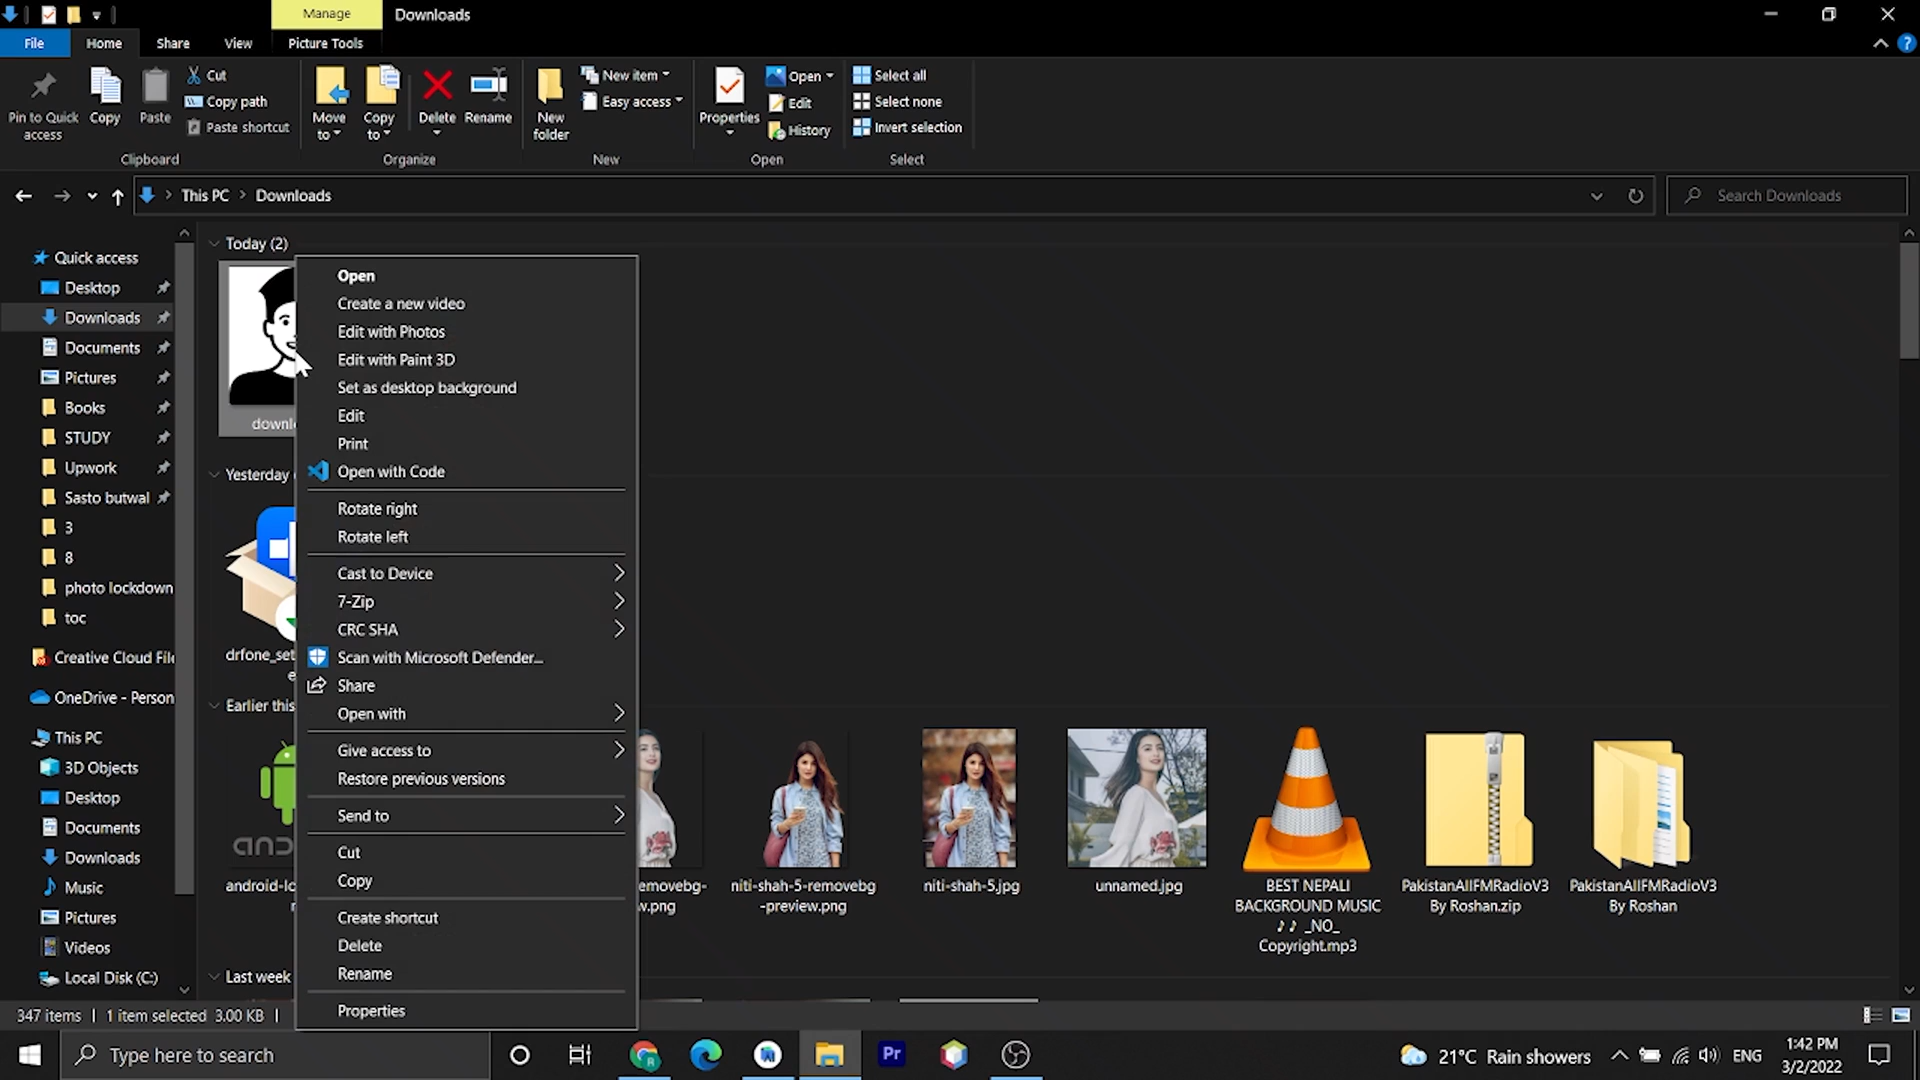 Manage
Downloads
File
Home
Share
View
Picture Tools
Pin to Quick
access
Copy
Paste
Cut
Copy path
Paste shortcut
Clipboard
Move
to
Copy
to
Delete
Rename
Organize
New
folder
New item
Easy access
New
Properties
Open
Edit
History
Open
Select all
Select none
Invert selection
Select
This PC
Downloads
Search Downloads
Quick access
Desktop
Downloads
Documents
Pictures
Books
STUDY
Upwork
Sasto butwal
3
8
photo lockdown
toc
Creative Cloud Fil
OneDrive - Person
This PC
3D Objects
Desktop
Documents
Downloads
Music
Pictures
Videos
Local Disk (C:)
Today (2)
downl
Yesterday
drfone_set
e
Earlier this
andr
android-lo
r
Last week
Open
Create a new video
Edit with Photos
Edit with Paint 3D
Set as desktop background
Edit
Print
Open with Code
Rotate right
Rotate left
Cast to Device
7-Zip
CRC SHA
Scan with Microsoft Defender...
Share
Open with
Give access to
Restore previous versions
Send to
Cut
Copy
Create shortcut
Delete
Rename
Properties
emovebg-
w.png
niti-shah-5-removebg
-preview.png
niti-shah-5.jpg
unnamed.jpg
BEST NEPALI
BACKGROUND MUSIC
♪ ♪ _NO_
Copyright.mp3
PakistanAllFMRadioV3
By Roshan.zip
PakistanAllFMRadioV3
By Roshan
347 items
1 item selected 3.00 KB
Type here to search
Pr
21°C Rain showers
ENG
1:42 PM
3/2/2022